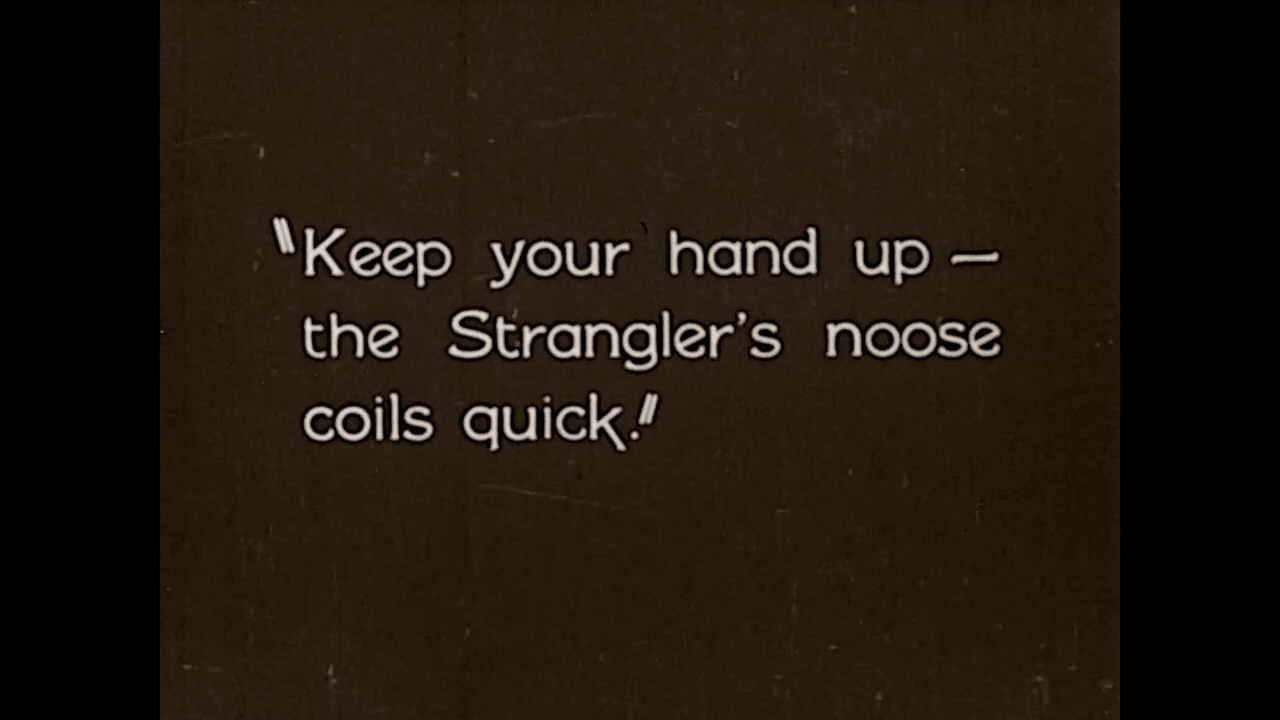 "Keep your hand up —
the Strangler's noose
coils quick."